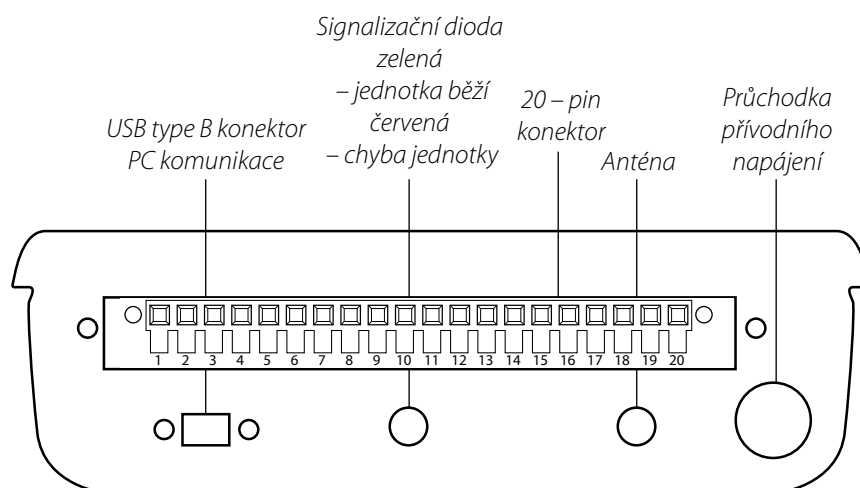 USB type B konektor
PC komunikace
Signalizační dioda
zelená
– jednotka běží
červená
– chyba jednotky
20 – pin
konektor
Anténa
Průchodka
přívodního
napájení
1 2 3 4 5 6 7 8 9 10 11 12 13 14 15 16 17 18 19 20